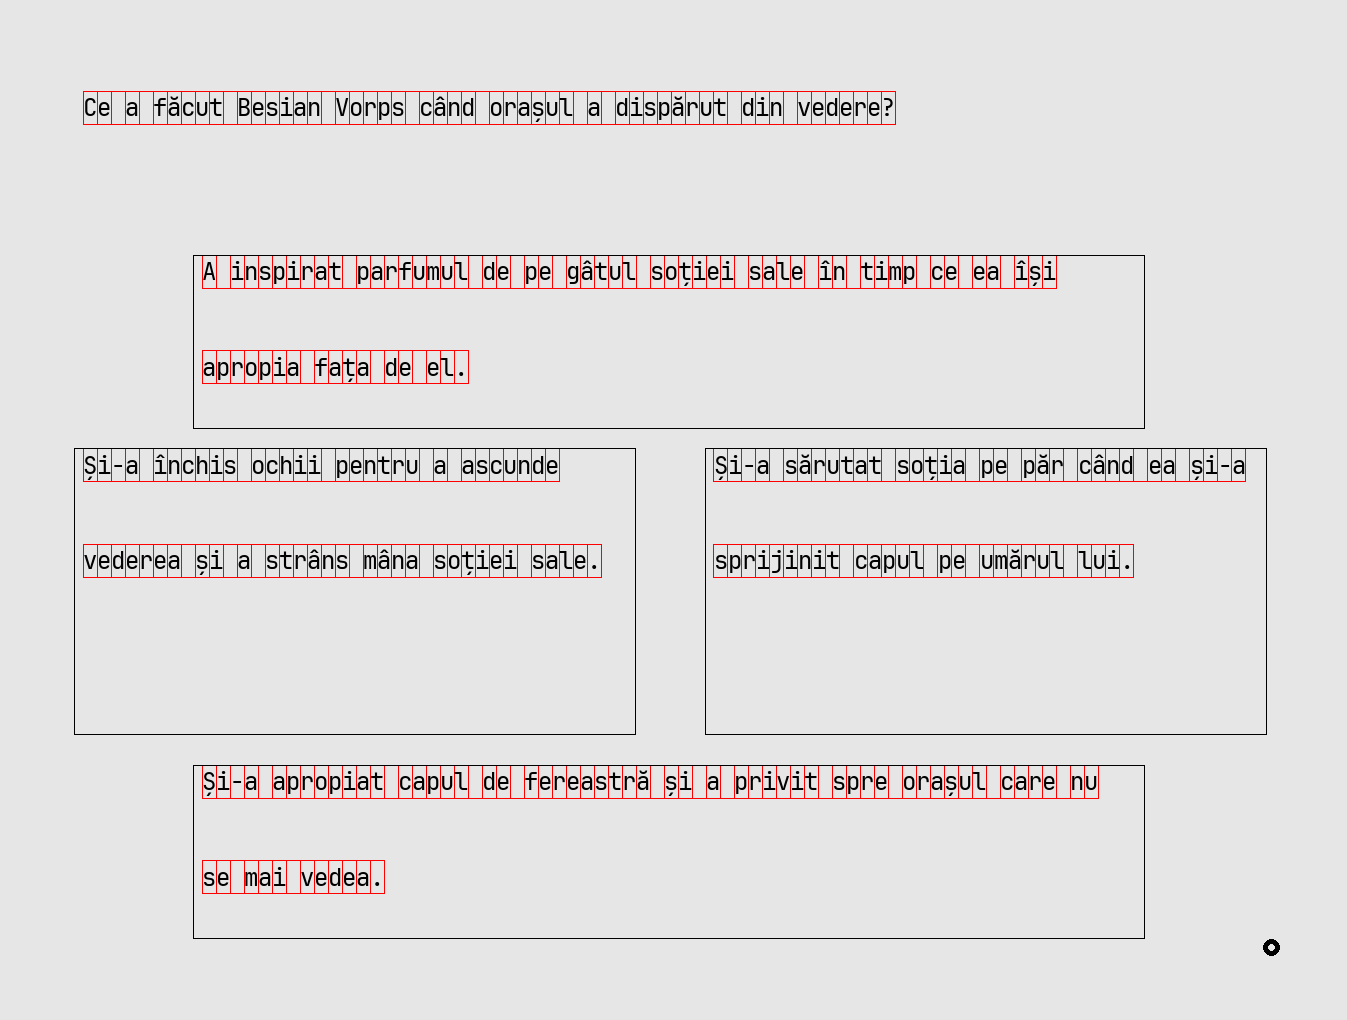 Ce a făcut Besian Vorps când orașul a dispărut din vedere?
A inspirat parfumul de pe gâtul soției sale în timp ce ea își
apropia fața de el.
Și-a închis ochii pentru a ascunde
vederea și a strâns mâna soției sale.
Și-a sărutat soția pe păr când ea și-a
sprijinit capul pe umărul lui.
Și-a apropiat capul de fereastră și a privit spre orașul care nu
se mai vedea.